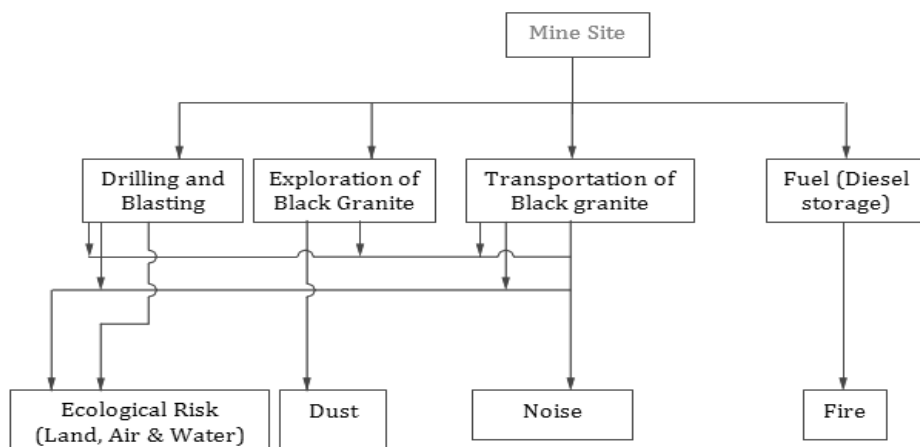 Mine Site
Drilling and
Blasting
Exploration of
Black Granite
Transportation of
Black granite
Fuel (Diesel
storage)
Ecological Risk
(Land, Air & Water)
Dust
Noise
Fire